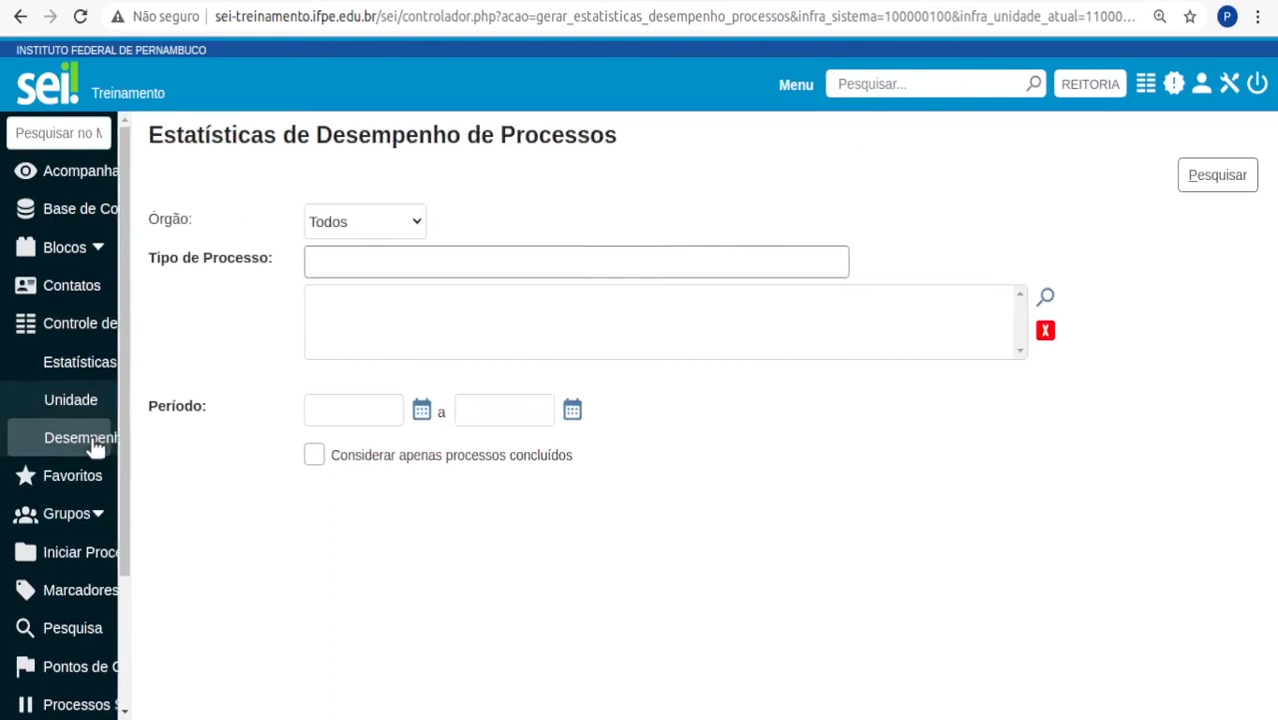 Não seguro
sei-treinamento.ifpe.edu.br/sei/controlador.php?acao=gerar_estatisticas_desempenho_processos&infra_sistema=100000100&infra_unidade_atual=11000...
P
INSTITUTO FEDERAL DE PERNAMBUCO
sei!
Treinamento
Menu
Pesquisar...
REITORIA
Pesquisar no M
Acompanha
Base de Co
Blocos
Contatos
Controle de
Estatísticas
Unidade
Desempenh
Favoritos
Grupos
Iniciar Proce
Marcadores
Pesquisa
Pontos de C
Processos S
Estatísticas de Desempenho de Processos
Pesquisar
Órgão:
Todos
Tipo de Processo:
X
Período:
a
Considerar apenas processos concluídos